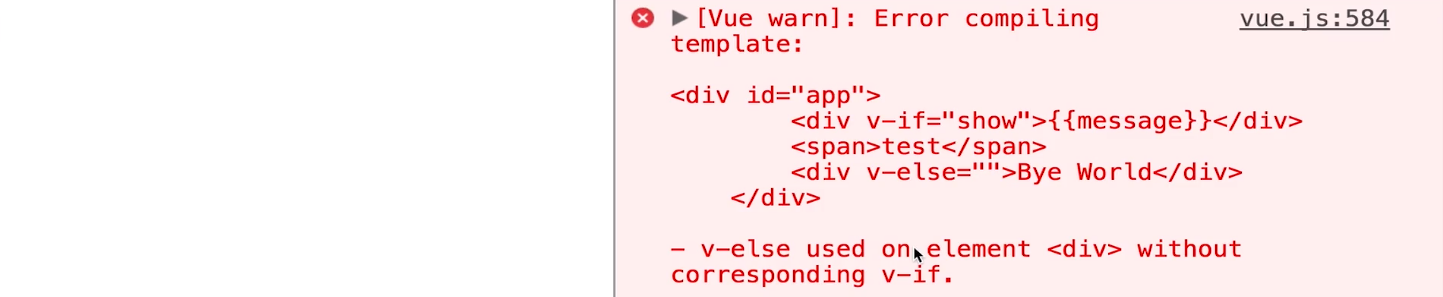 [Vue warn]: Error compiling vue.js:584
template:
<div id="app">
<div v-if="show">{{message}}</div>
<span>test</span>
<div v-else="">Bye World</div>
</div>
- v-else used on element <div> without
corresponding v-if.